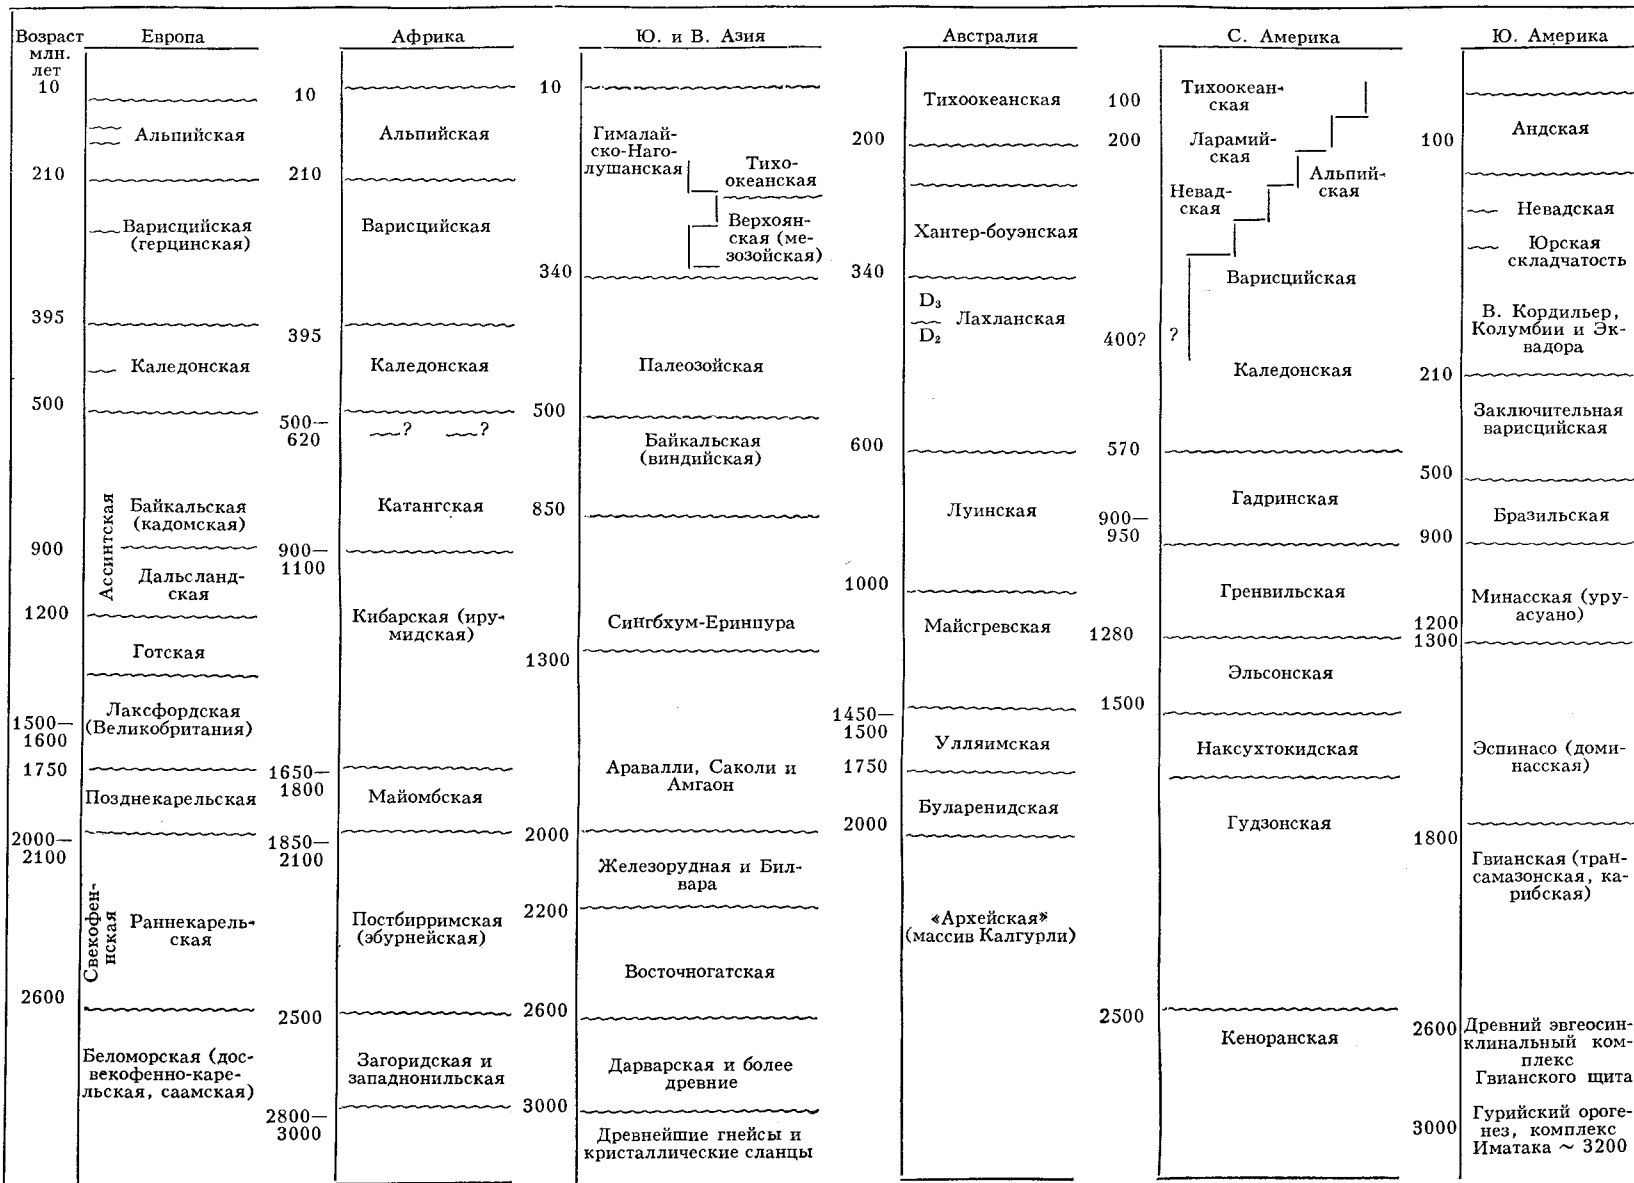 Возраст
млн.
лет
10
210
395
500
900
1200
1500—
1600
1750
2000—
2100
2600
Европа
Альпийская
Варисцийская
(герцинская)
Каледонская
Ассинтская
Байкальская
(кадомская)
Дальсланд-
ская
Готская
Лаксфордская
(Великобритания)
Позднекарельская
Свекофен-
нская
Раннекарель-
ская
Беломорская (дос-
векофенно-каре-
льская, саамская)
10
210
395
500—
620
900—
1100
1650—
1800
1850—
2100
2500
2800—
3000
Африка
Альпийская
Варисцийская
Каледонская
? ?
Катангская
Кибарская (иру-
мидская)
Майомбская
Постбирримская
(эбурнейская)
Загоридская и
западнонильская
10
340
500
850
1300
2000
2200
2600
3000
Ю. и В. Азия
Гималай-
ско-Наго-
лушанская
Тихо-
океанская
Верхоян-
ская (ме-
зозойская)
Палеозойская
Байкальская
(виндийская)
Сингбхум-Еринпура
Аравалли, Саколи и
Амгаон
Железорудная и Бил-
вара
Восточногатская
Дарварская и более
древние
Древнейшие гнейсы и
кристаллические сланцы
200
340
600
1000
1450—
1500
1750
2000
Австралия
Тихоокеанская
Хантер-боуэнская
D₃
Лахланская
D₂
Луинская
Майсгревская
Улляимская
Буларенидская
«Архейская»
(массив Калгурли)
100
200
400?
570
900—
950
1280
1500
2500
С. Америка
Тихоокеан-
ская
Ларамий-
ская
Альпий-
ская
Невад-
ская
Варисцийская
?
Каледонская
Гадринская
Гренвильская
Эльсонская
Наксухтокидская
Гудзонская
Кеноранская
100
210
500
900
1200
1300
1800
2600
3000
Ю. Америка
Андская
Невадская
Юрская
складчатость
В. Кордильер,
Колумбии и Эк-
вадора
Заключительная
варисцийская
Бразильская
Минасская (уру-
асуано)
Эспинасо (доми-
насская)
Гвианская (тран-
самазонская, ка-
рибская)
Древний эвгеосин-
клинальный ком-
плекс
Гвианского щита
Гурийский ороге-
нез, комплекс
Иматака ~ 3200